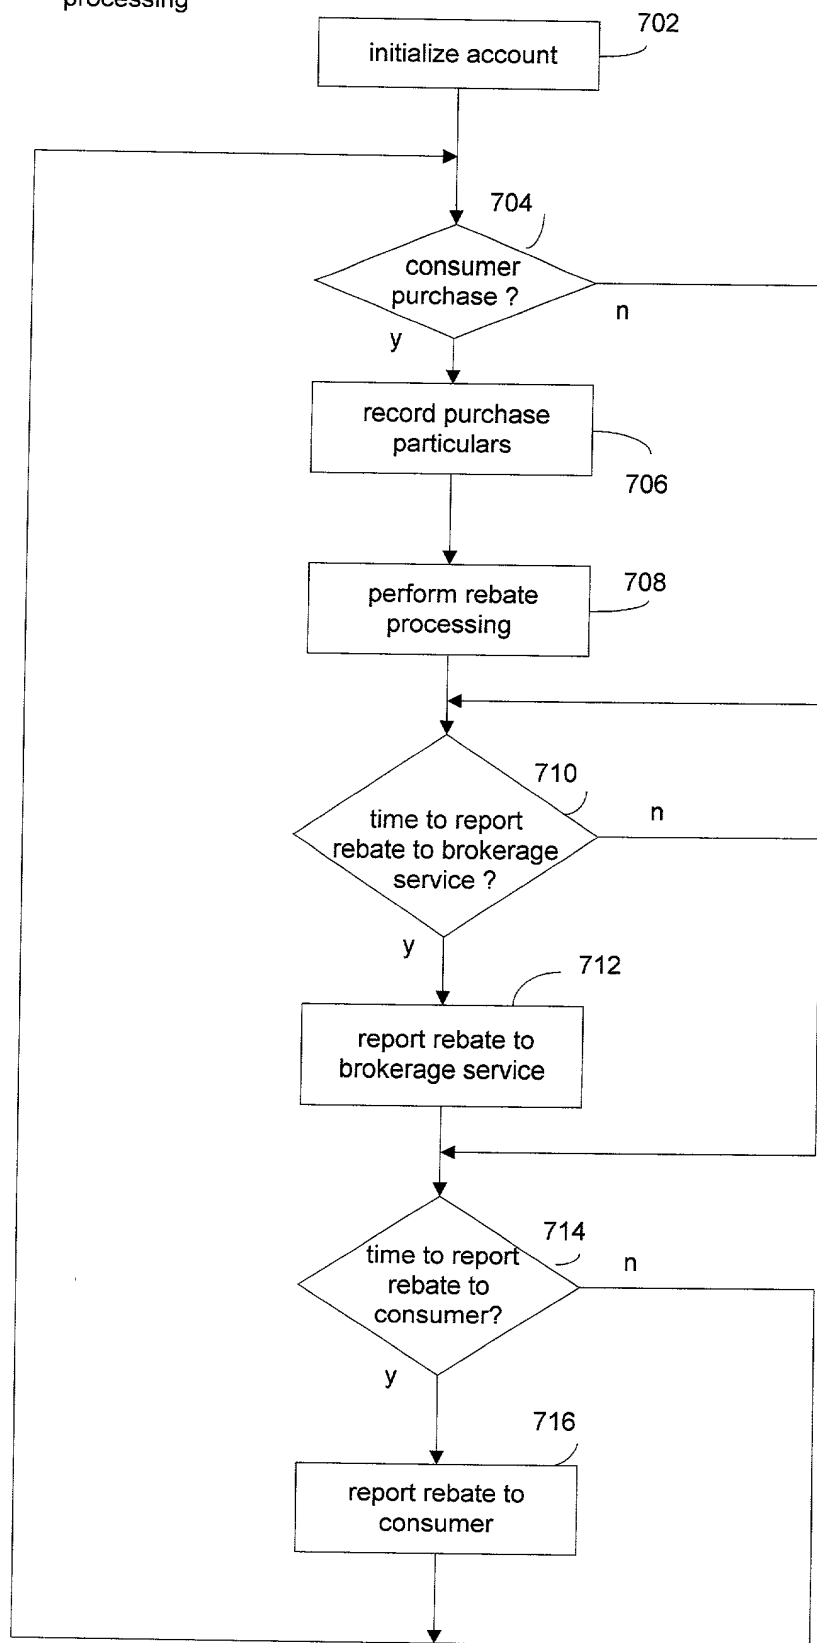 processing
702
initialize account
704
consumer
purchase ?
n
y
record purchase
particulars
706
708
perform rebate
processing
710
n
time to report
rebate to brokerage
service ?
y
712
report rebate to
brokerage service
714
n
time to report
rebate to
consumer?
y
716
report rebate to
consumer